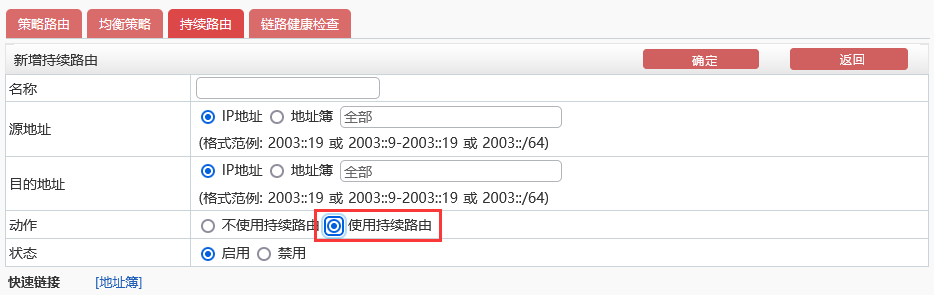 策略路由 均衡策略 持续路由 链路健康检查
新增持续路由 确定 返回
名称
源地址 IP地址 地址簿 全部
(格式范例: 2003::19 或 2003::9-2003::19 或 2003::/64)
目的地址 IP地址 地址簿 全部
(格式范例: 2003::19 或 2003::9-2003::19 或 2003::/64)
动作 不使用持续路由 使用持续路由
状态 启用 禁用
快速链接 [地址簿]